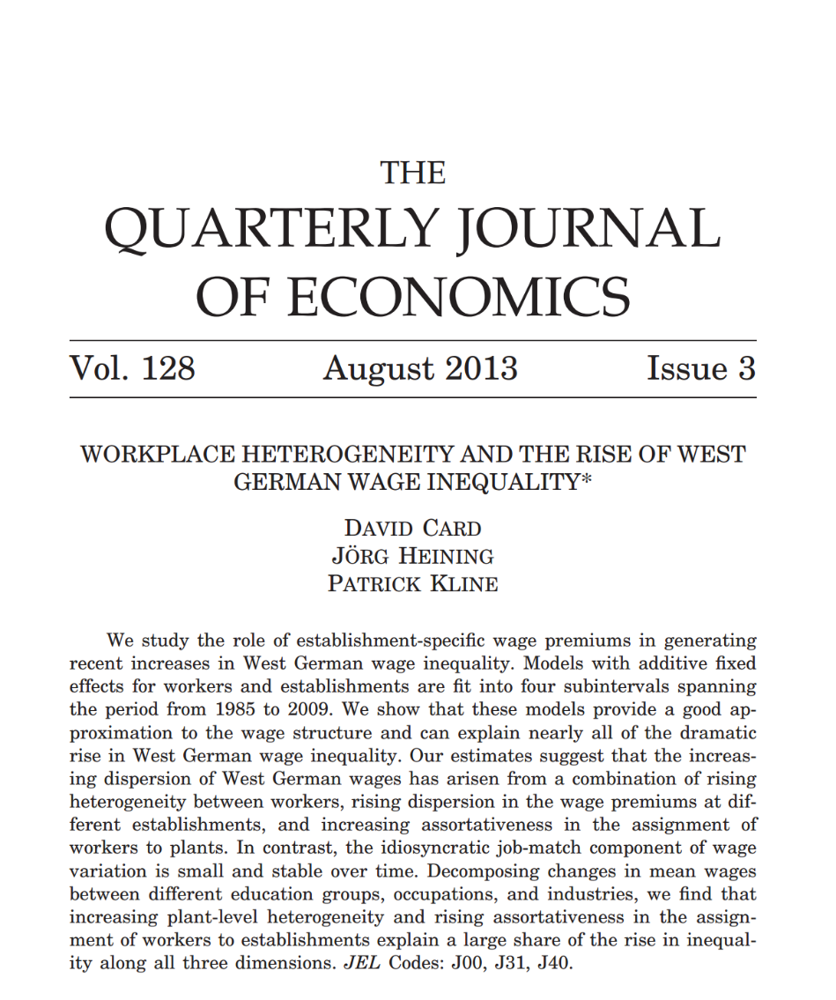 THE
QUARTERLY JOURNAL
OF ECONOMICS
Vol. 128 August 2013 Issue 3
WORKPLACE HETEROGENEITY AND THE RISE OF WEST
GERMAN WAGE INEQUALITY*
DAVID CARD
JÖRG HEINING
PATRICK KLINE
We study the role of establishment-specific wage premiums in generating
recent increases in West German wage inequality. Models with additive fixed
effects for workers and establishments are fit into four subintervals spanning
the period from 1985 to 2009. We show that these models provide a good ap-
proximation to the wage structure and can explain nearly all of the dramatic
rise in West German wage inequality. Our estimates suggest that the increas-
ing dispersion of West German wages has arisen from a combination of rising
heterogeneity between workers, rising dispersion in the wage premiums at dif-
ferent establishments, and increasing assortativeness in the assignment of
workers to plants. In contrast, the idiosyncratic job-match component of wage
variation is small and stable over time. Decomposing changes in mean wages
between different education groups, occupations, and industries, we find that
increasing plant-level heterogeneity and rising assortativeness in the assign-
ment of workers to establishments explain a large share of the rise in inequal-
ity along all three dimensions. JEL Codes: J00, J31, J40.